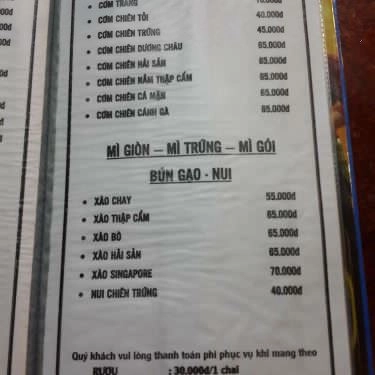 CƠM TRẮNG
CƠM CHIÊN TỎI 40.000đ
CƠM CHIÊN TRỨNG 45.000đ
CƠM CHIÊN DƯƠNG CHÂU 65.000đ
CƠM CHIÊN HẢI SẢN 65.000đ
CƠM CHIÊN NẤM THẬP CẨM 65.000đ
CƠM CHIÊN CÁ MẶN 65.000đ
CƠM CHIÊN CÁNH GÀ 65.000đ
MÌ GIÒN – MÌ TRỨNG – MÌ GÓI
BÚN GẠO - NUI
XÀO CHAY 55.000đ
XÀO THẬP CẨM 65.000đ
XÀO BÒ 65.000đ
XÀO HẢI SẢN 65.000đ
XÀO SINGAPORE 70.000đ
NUI CHIÊN TRỨNG 40.000đ
Quý khách vui lòng thanh toán phí phục vụ khi mang theo
RƯỢU : 30.000đ/1 chai